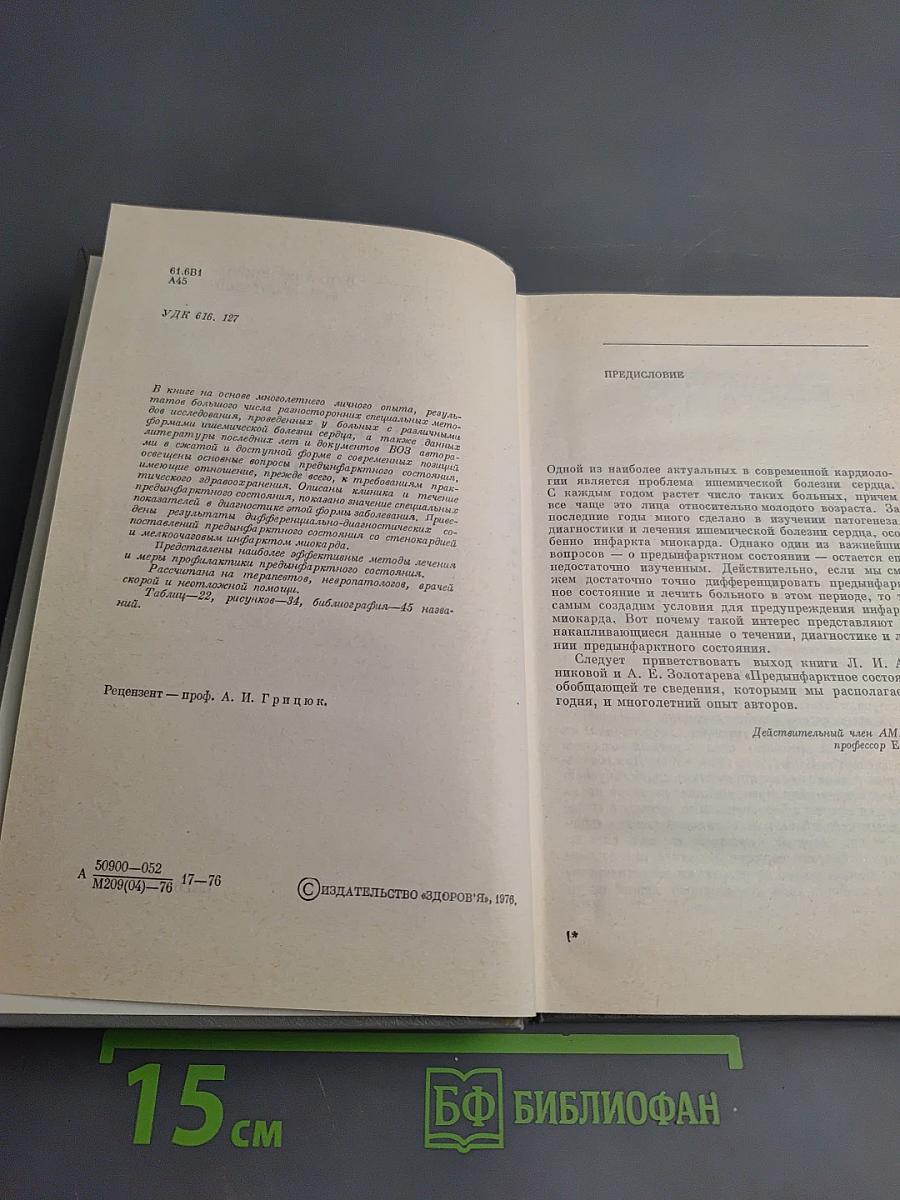 61.6В1
А45
УДК 616. 127
В книге на основе многолетнего личного опыта, резуль-
татов большого числа разносторонних специальных мето-
дов исследования, проведенных у больных с различными
формами ишемической болезни сердца, а также данных
литературы последних лет и документов ВОЗ автора-
ми в сжатой и доступной форме с современных позиций
освещены основные вопросы предынфарктного состояния,
имеющие отношение, прежде всего, к требованиям прак-
тического здравоохранения. Описаны клиника и течение
предынфарктного состояния, показано значение специальных
показателей в диагностике этой формы заболевания. Приве-
дены результаты дифференциально-диагностических со-
поставлений предынфарктного состояния со стенокардией
и мелкоочаговым инфарктом миокарда.
Представлены наиболее эффективные методы лечения
и меры профилактики предынфарктного состояния.
Рассчитана на терапевтов, невропатологов, врачей
скорой и неотложной помощи.
Таблиц—22, рисунков—34, библиография—45 назва-
ний.
Рецензент — проф. А. И. Грицюк.
А 50900—052 17—76
М209(04)—76
© ИЗДАТЕЛЬСТВО «ЗДОРОВ'Я», 1976.
ПРЕДИСЛОВИЕ
Одной из наиболее актуальных в современной кардиоло-
гии является проблема ишемической болезни сердца.
С каждым годом растет число таких больных, причем
все чаще это лица относительно молодого возраста. За
последние годы много сделано в изучении патогенеза,
диагностики и лечения ишемической болезни сердца, осо
бенно инфаркта миокарда. Однако один из важнейши
вопросов — о предынфарктном состоянии — остается ещ
недостаточно изученным. Действительно, если мы см
жем достаточно точно дифференцировать предынфарк
ное состояние и лечить больного в этом периоде, то т
самым создадим условия для предупреждения инфар
миокарда. Вот почему такой интерес представляют
накапливающиеся данные о течении, диагностике и л
нии предынфарктного состояния.
Следует приветствовать выход книги Л. И. А
никовой и А. Е. Золотарева «Предынфарктное состоя
обобщающей те сведения, которыми мы располагае
годня, и многолетний опыт авторов.
Действительный член АМ
профессор Е
1*
15 см
БФ БИБЛИОФАН